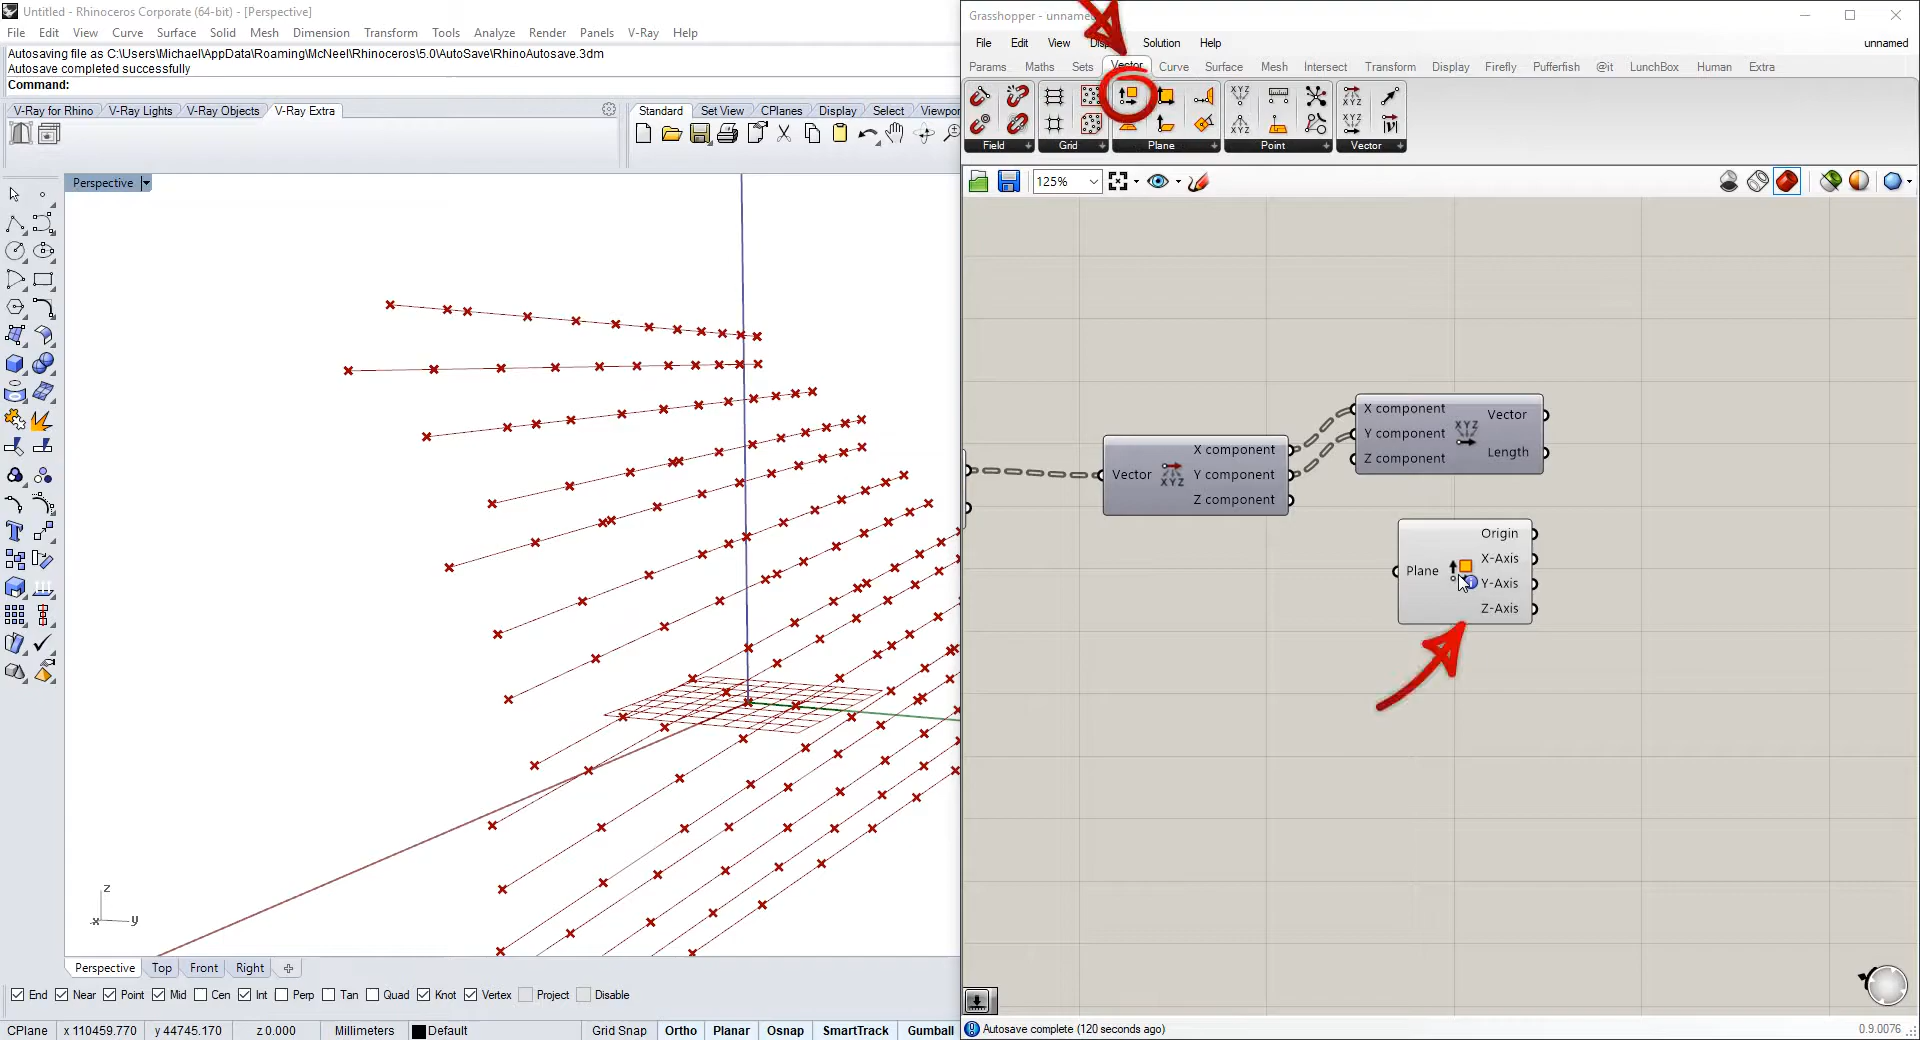 Untitled - Rhinoceros Corporate (64-bit) - [Perspective]
File Edit View Curve Surface Solid Mesh Dimension Transform Tools Analyze Render Panels V-Ray Help
Autosaving file as C:\Users\Michael\AppData\Roaming\McNeel\Rhinoceros\5.0\AutoSave\RhinoAutosave.3dm
Autosave completed successfully
Command:
V-Ray for Rhino V-Ray Lights V-Ray Objects V-Ray Extra
Standard Set View CPlanes Display Select Viewpor
Perspective
z
x y
Perspective Top Front Right
End Near Point Mid Cen Int Perp Tan Quad Knot Vertex Project Disable
CPlane x 110459.770 y 44745.170 z 0.000 Millimeters Default Grid Snap Ortho Planar Osnap SmartTrack Gumball
Grasshopper - unnamed
File Edit View Solution Help unnamed
Params Maths Sets Vector Curve Surface Mesh Intersect Transform Display Firefly Pufferfish @it LunchBox Human Extra
Field Grid Plane Point Vector
125%
X component
Y component
Z component
Vector
Length
XYZ
Vector
XYZ
X component
Y component
Z component
Plane
Origin
X-Axis
Y-Axis
Z-Axis
Autosave complete (120 seconds ago) 0.9.0076